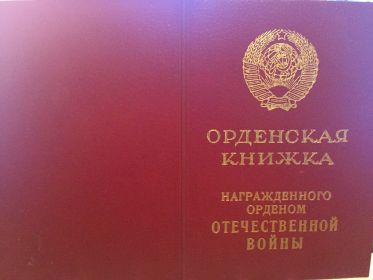 ОРДЕНСКАЯ
КНИЖКА
НАГРАЖДЕННОГО
ОРДЕНОМ
ОТЕЧЕСТВЕННОЙ
ВОЙНЫ